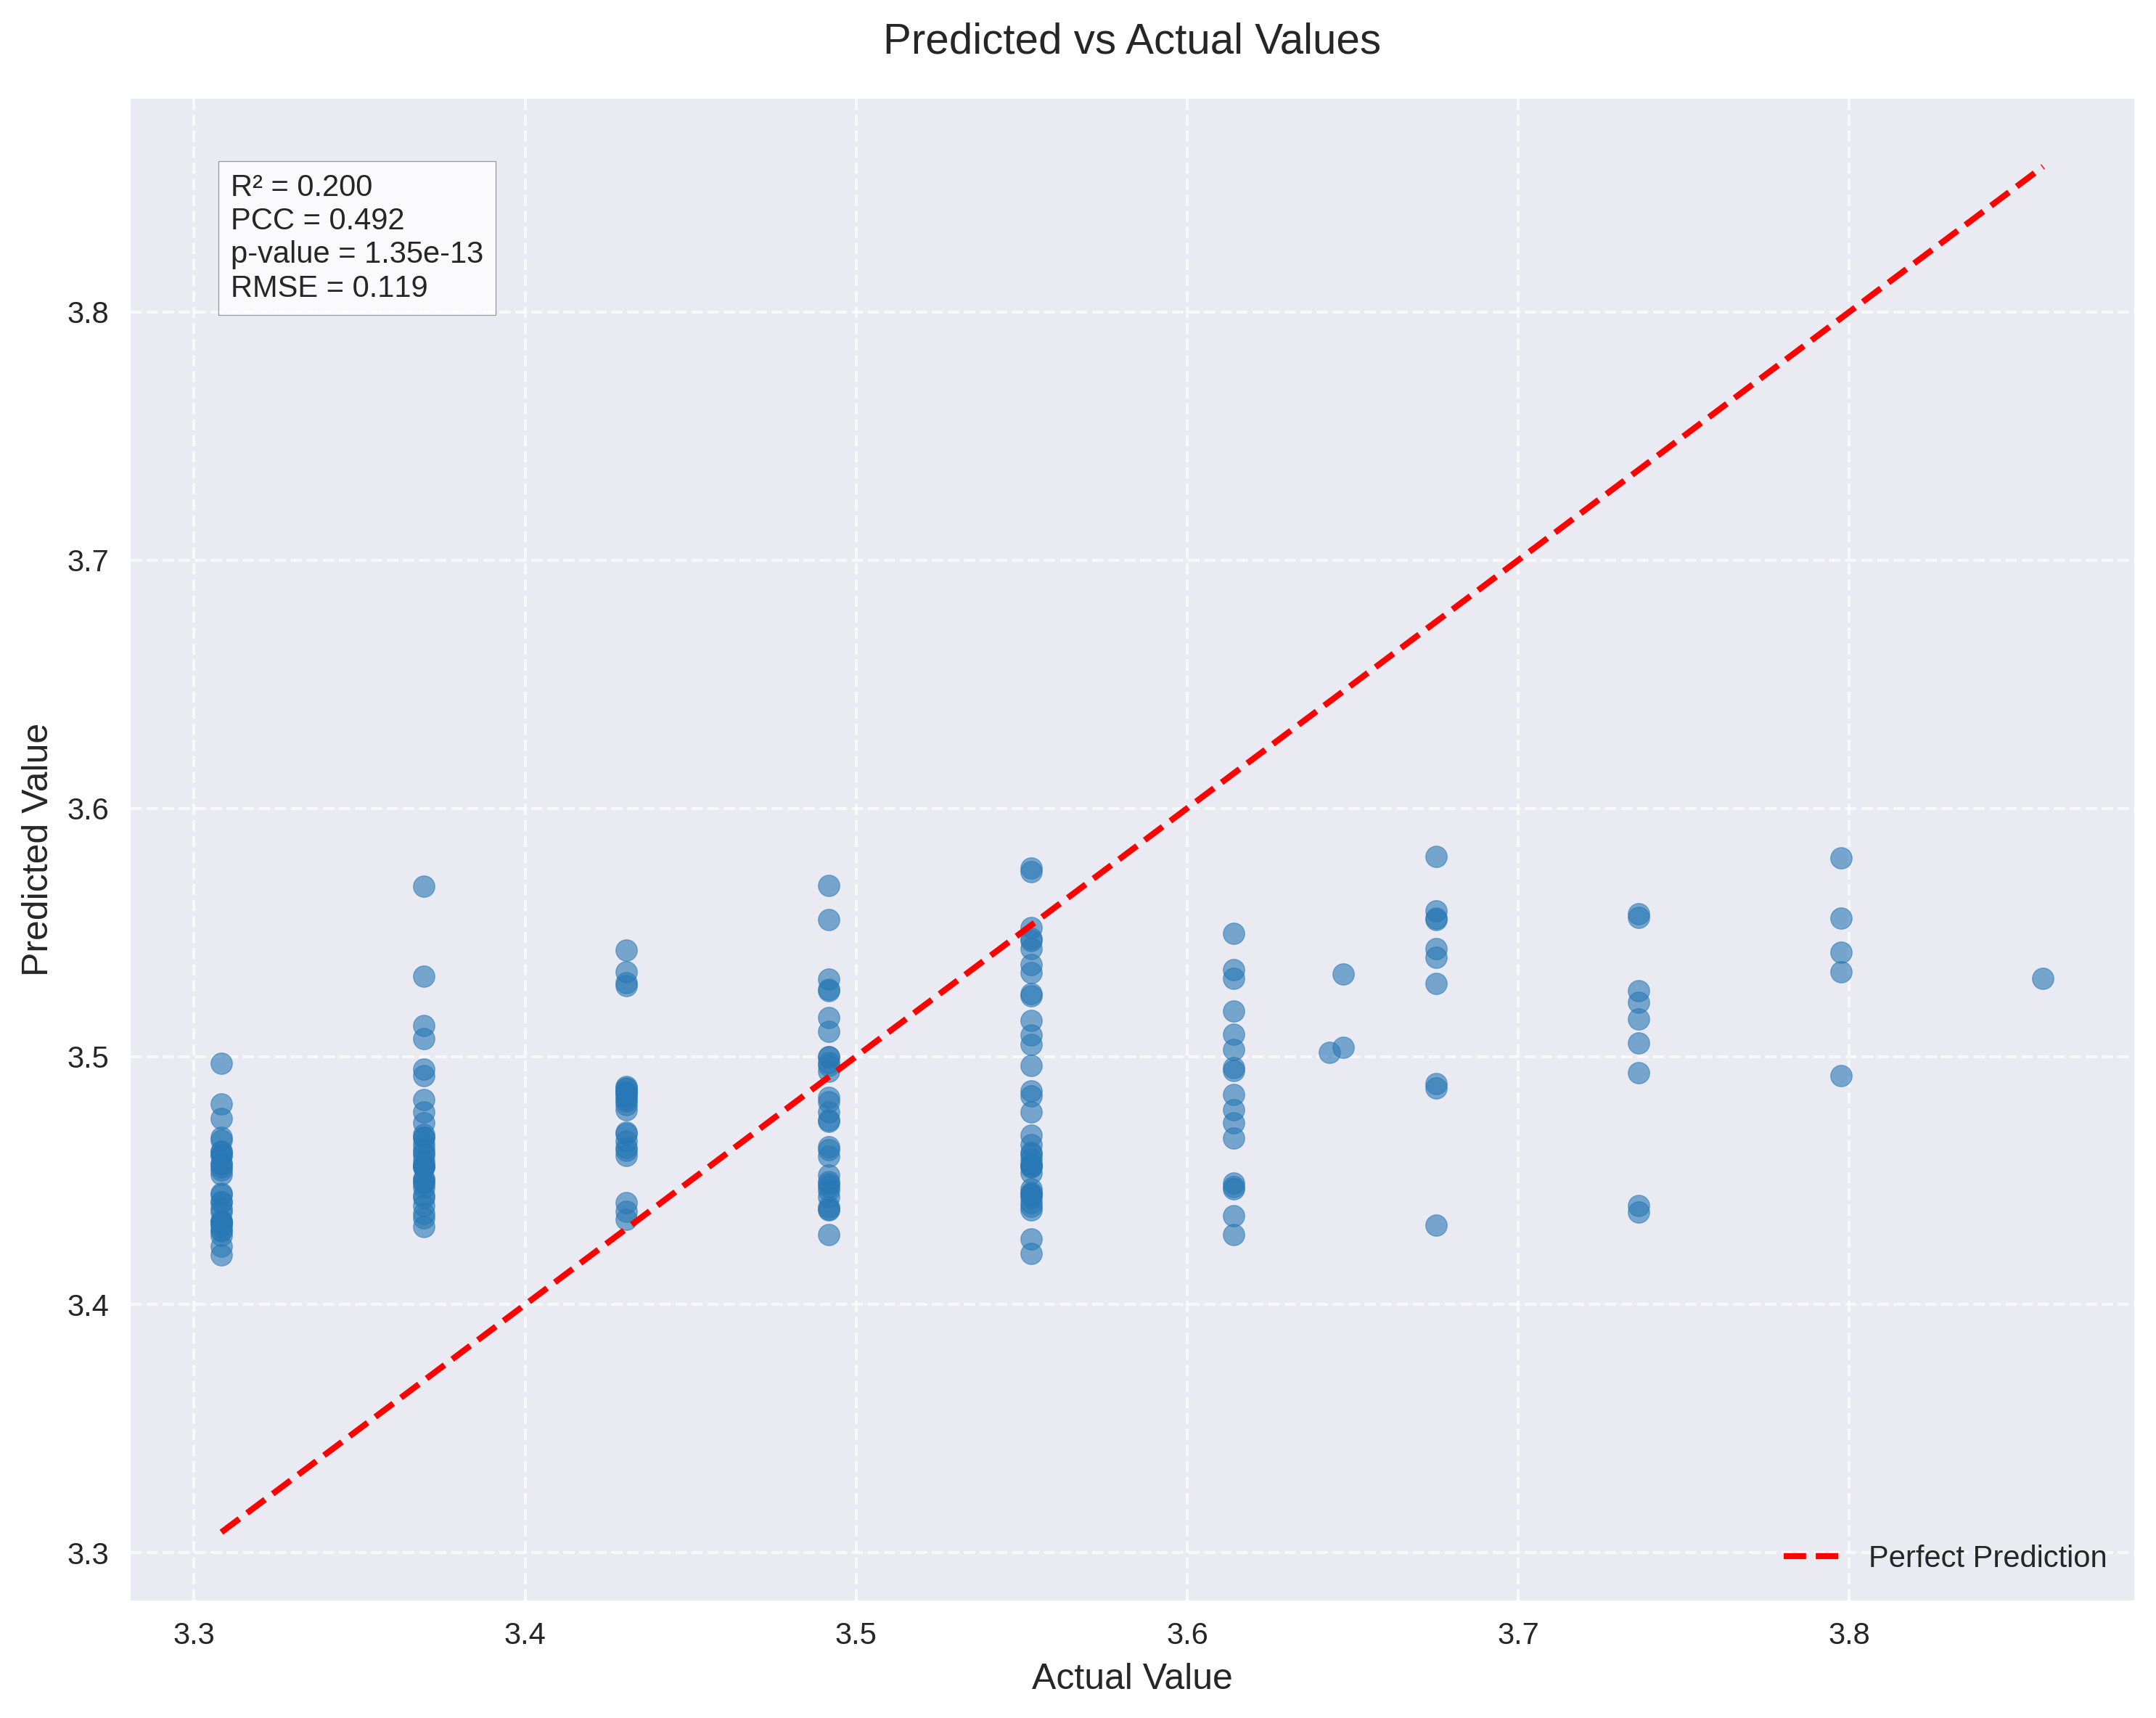 Predicted vs Actual Values
R² = 0.200
PCC = 0.492
p-value = 1.35e-13
RMSE = 0.119
3.8
3.7
3.6
3.5
3.4
3.3
Predicted Value
Perfect Prediction
3.3 3.4 3.5 3.6 3.7 3.8
Actual Value